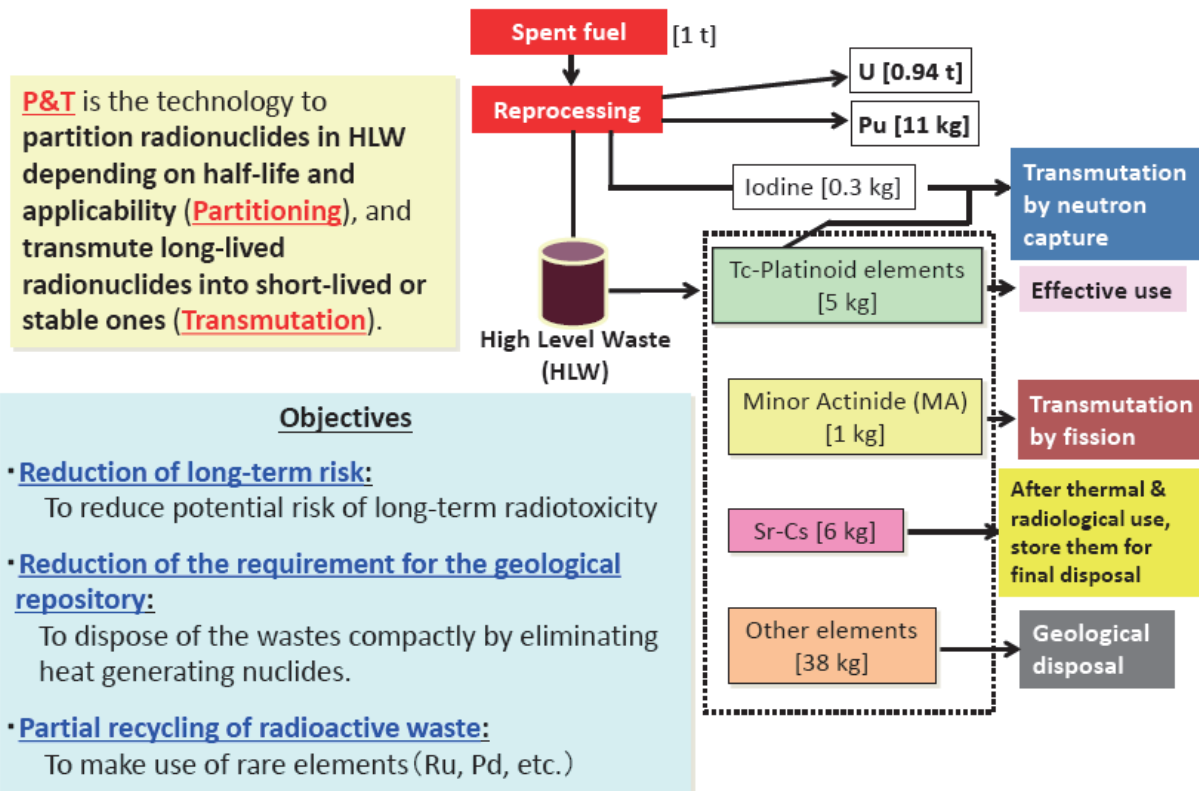 Spent fuel
[1 t]
Reprocessing
U [0.94 t]
Pu [11 kg]
Iodine [0.3 kg]
Transmutation
by neutron
capture
P&T is the technology to
partition radionuclides in HLW
depending on half-life and
applicability (Partitioning), and
transmute long-lived
radionuclides into short-lived or
stable ones (Transmutation).
High Level Waste
(HLW)
Tc-Platinoid elements
[5 kg]
Effective use
Minor Actinide (MA)
[1 kg]
Transmutation
by fission
Sr-Cs [6 kg]
After thermal &
radiological use,
store them for
final disposal
Other elements
[38 kg]
Geological
disposal
Objectives
・Reduction of long-term risk:
To reduce potential risk of long-term radiotoxicity
・Reduction of the requirement for the geological
repository:
To dispose of the wastes compactly by eliminating
heat generating nuclides.
・Partial recycling of radioactive waste:
To make use of rare elements(Ru, Pd, etc.)